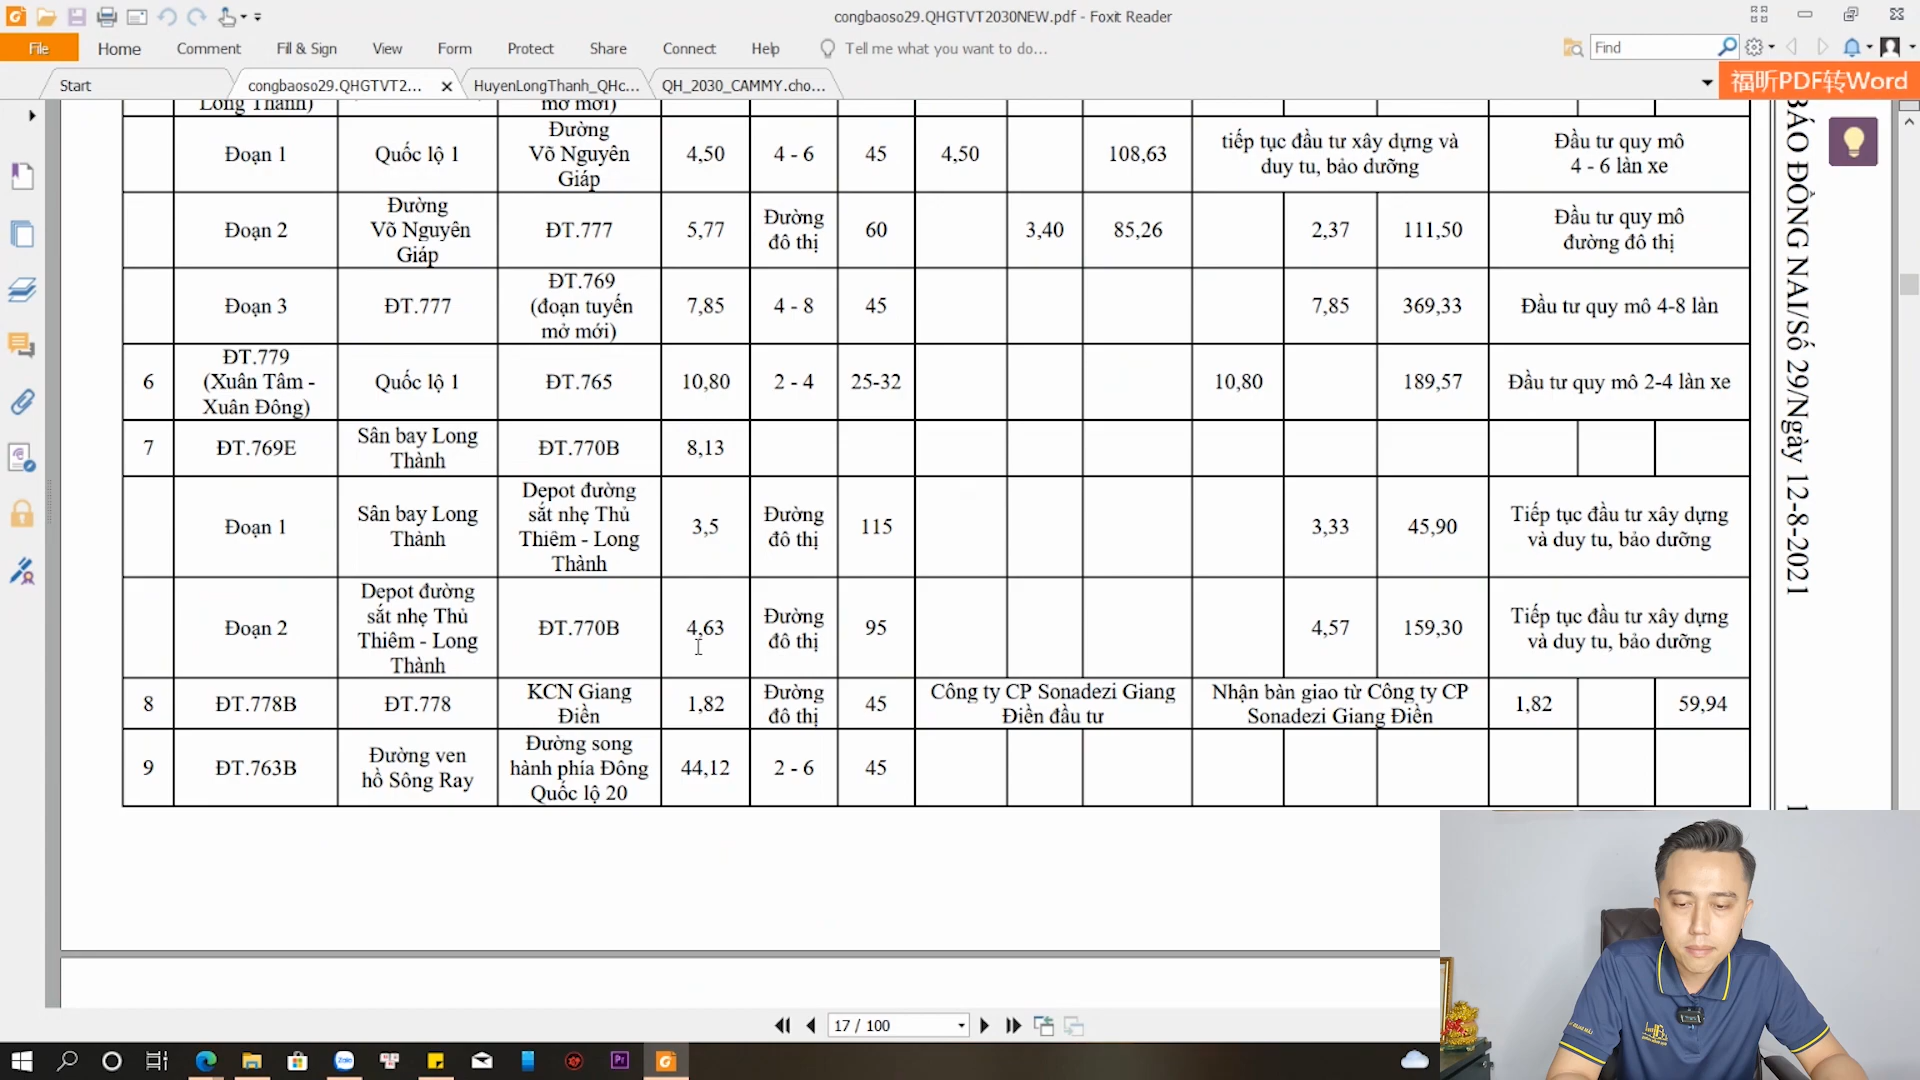 congbaoso29.QHGTVT2030NEW.pdf - Foxit Reader
File Home Comment Fill & Sign View Form Protect Share Connect Help Tell me what you want to do... Find
Start congbaoso29.QHGTVT2... HuyenLongThanh_QHc... QH_2030_CAMMY.cho...
福昕PDF转Word
Long Thành) mở mới)
Đoạn 1 Quốc lộ 1 Đường Võ Nguyên Giáp 4,50 4 - 6 45 4,50 108,63 tiếp tục đầu tư xây dựng và duy tu, bảo dưỡng Đầu tư quy mô 4 - 6 làn xe
Đoạn 2 Đường Võ Nguyên Giáp ĐT.777 5,77 Đường đô thị 60 3,40 85,26 2,37 111,50 Đầu tư quy mô đường đô thị
Đoạn 3 ĐT.777 ĐT.769 (đoạn tuyến mở mới) 7,85 4 - 8 45 7,85 369,33 Đầu tư quy mô 4-8 làn
6 ĐT.779 (Xuân Tâm - Xuân Đông) Quốc lộ 1 ĐT.765 10,80 2 - 4 25-32 10,80 189,57 Đầu tư quy mô 2-4 làn xe
7 ĐT.769E Sân bay Long Thành ĐT.770B 8,13
Đoạn 1 Sân bay Long Thành Depot đường sắt nhẹ Thủ Thiêm - Long Thành 3,5 Đường đô thị 115 3,33 45,90 Tiếp tục đầu tư xây dựng và duy tu, bảo dưỡng
Đoạn 2 Depot đường sắt nhẹ Thủ Thiêm - Long Thành ĐT.770B 4,63 Đường đô thị 95 4,57 159,30 Tiếp tục đầu tư xây dựng và duy tu, bảo dưỡng
8 ĐT.778B ĐT.778 KCN Giang Điền 1,82 Đường đô thị 45 Công ty CP Sonadezi Giang Điền đầu tư Nhận bàn giao từ Công ty CP Sonadezi Giang Điền 1,82 59,94
9 ĐT.763B Đường ven hồ Sông Ray Đường song hành phía Đông Quốc lộ 20 44,12 2 - 6 45
BÁO ĐỒNG NAI/Số 29/Ngày 12-8-2021
17 / 100
Zalo
Pr